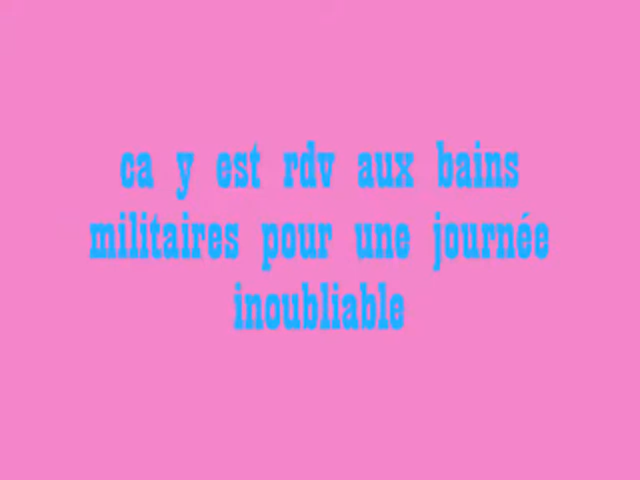 ca y est rdv aux bains
militaires pour une journée
inoubliable